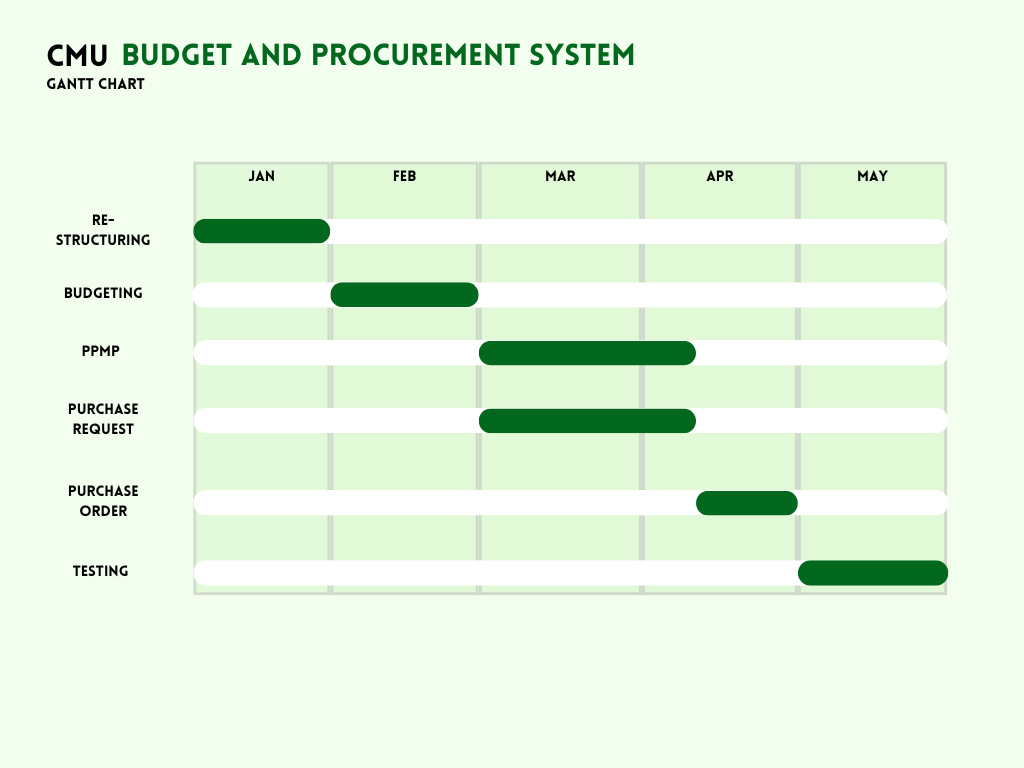 CMU BUDGET AND PROCUREMENT SYSTEM
GANTT CHART
JAN FEB MAR APR MAY
RE-
STRUCTURING
BUDGETING
PPMP
PURCHASE
REQUEST
PURCHASE
ORDER
TESTING